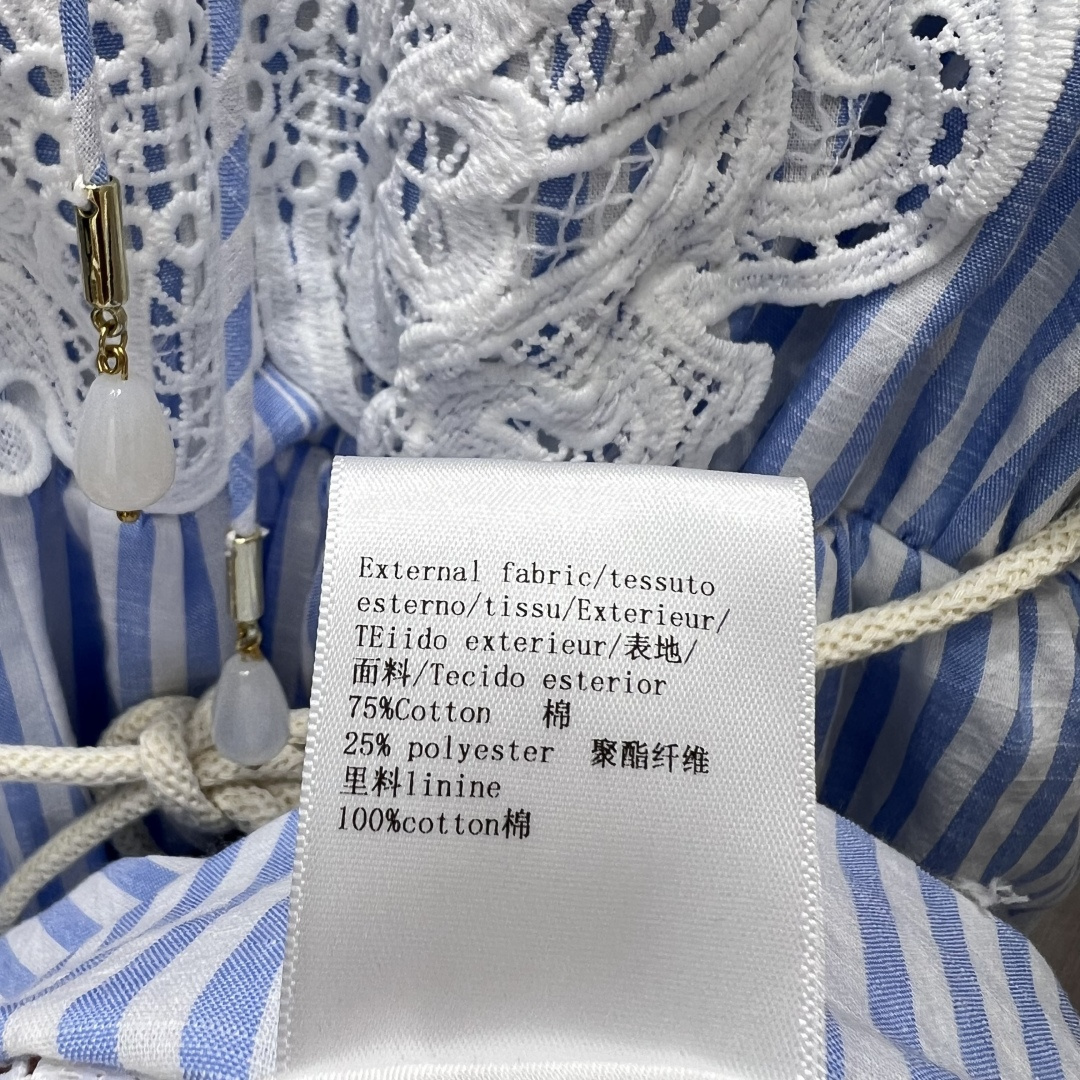 External fabric/tessuto
esterno/tissu/Exterieur/
TEiido exterieur/表地/
面料/Tecido esterior
75%Cotton 棉
25% polyester 聚酯纤维
里料linine
100%cotton棉